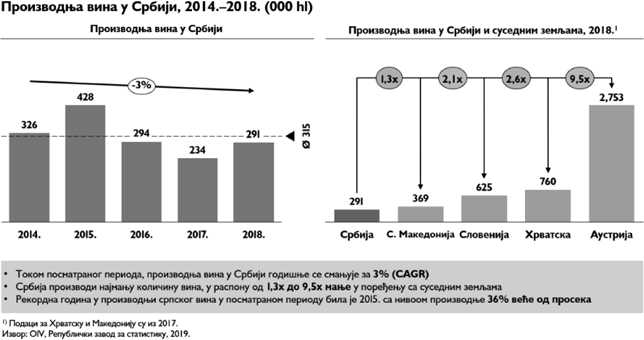 Производња вина у Србији, 2014.–2018. (000 hl)
Производња вина у Србији
Производња вина у Србији и суседним земљама, 2018.¹
-3%
326
428
294
234
291
Ø 315
2014.
2015.
2016.
2017.
2018.
1,3x
2,1x
2,6x
9,5x
291
369
625
760
2,753
Србија
С. Македонија
Словенија
Хрватска
Аустрија
• Током посматраног периода, производња вина у Србији годишње се смањује за 3% (CAGR)
• Србија производи најмању количину вина, у распону од 1,3x до 9,5x мање у поређењу са суседним земљама
• Рекордна година у производњи српског вина у посматраном периоду била је 2015. са нивоом производње 36% веће од просека
¹⁾ Подаци за Хрватску и Македонију су из 2017.
Извор: OIV, Републички завод за статистику, 2019.